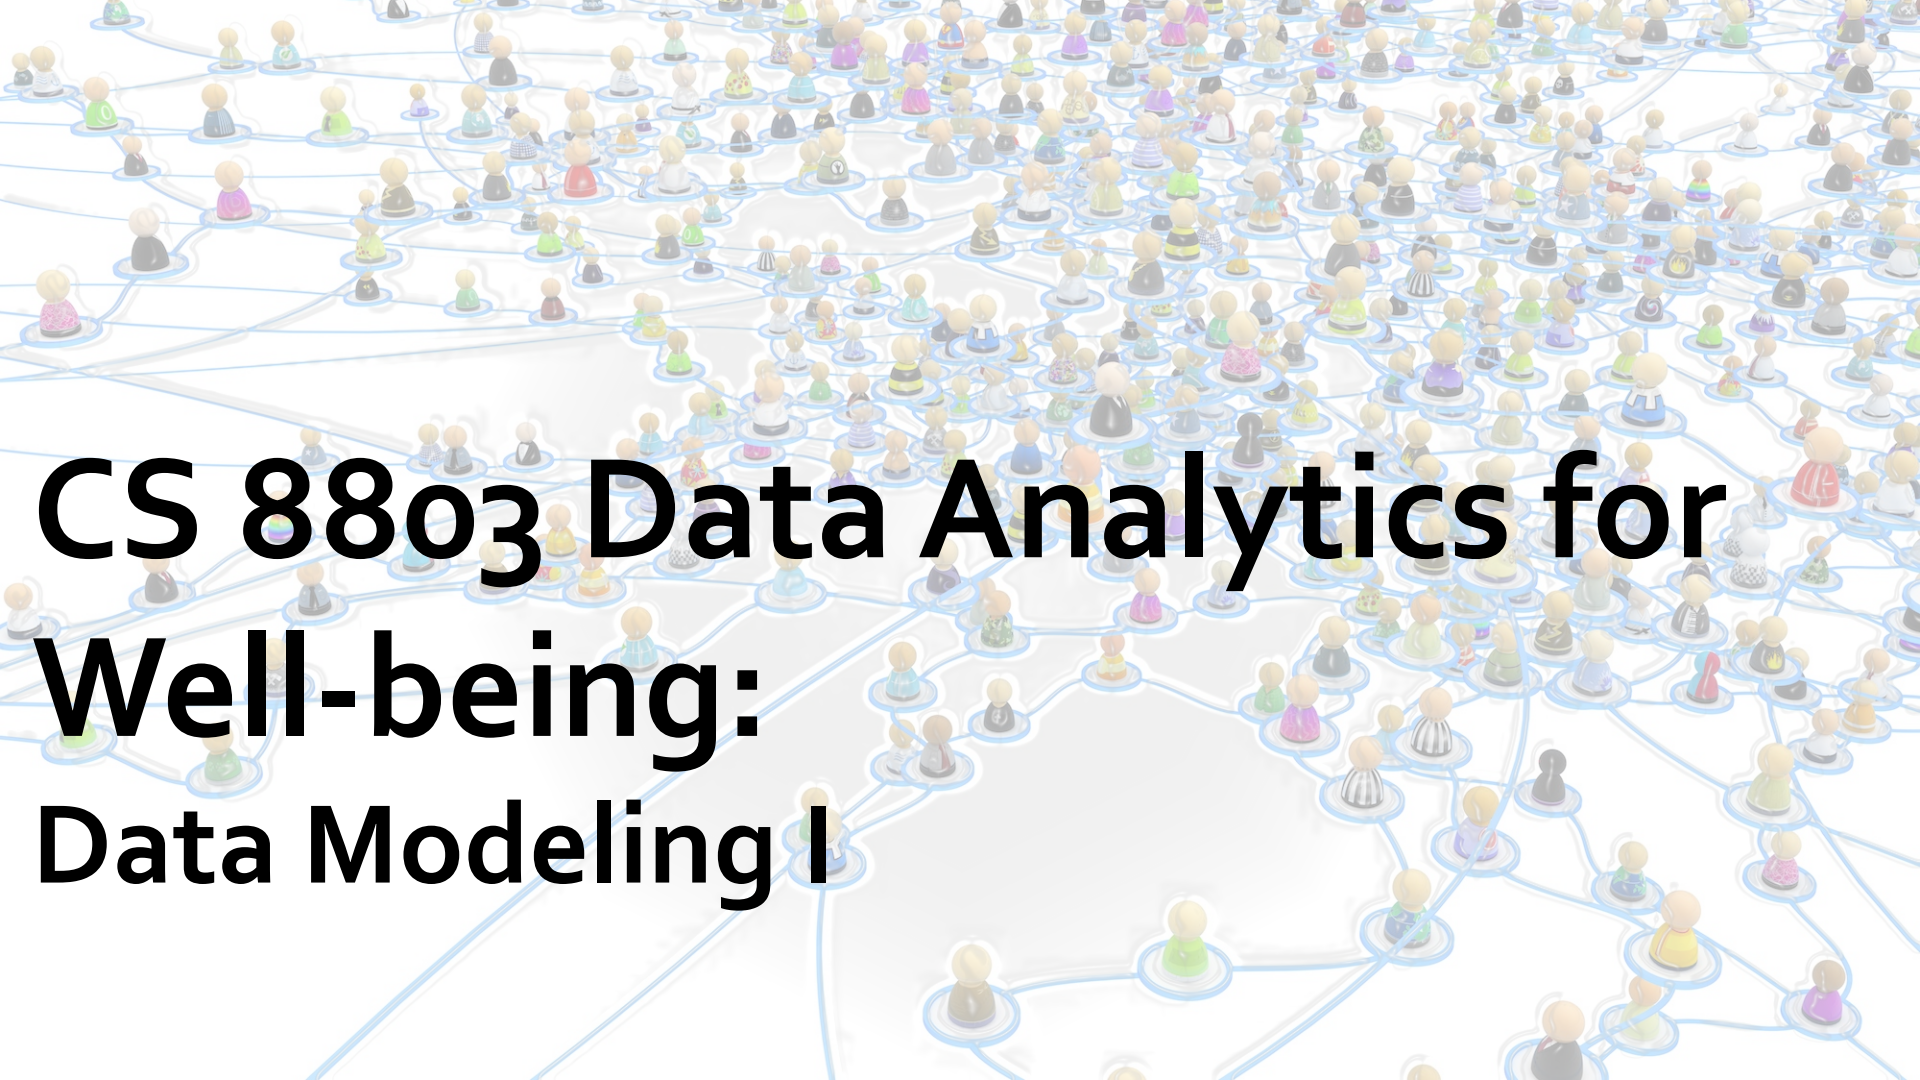 CS 8803 Data Analytics for
Well-being:
Data Modeling I